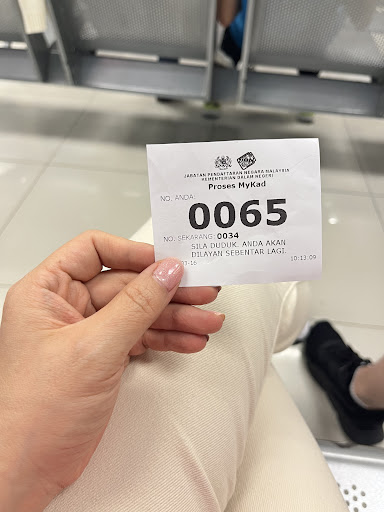 JABATAN PENDAFTARAN NEGARA MALAYSIA
KEMENTERIAN DALAM NEGERI
Proses MyKad
NO. ANDA:
0065
NO. SEKARANG: 0034
SILA DUDUK. ANDA AKAN
DILAYAN SEBENTAR LAGI.
10:13:09